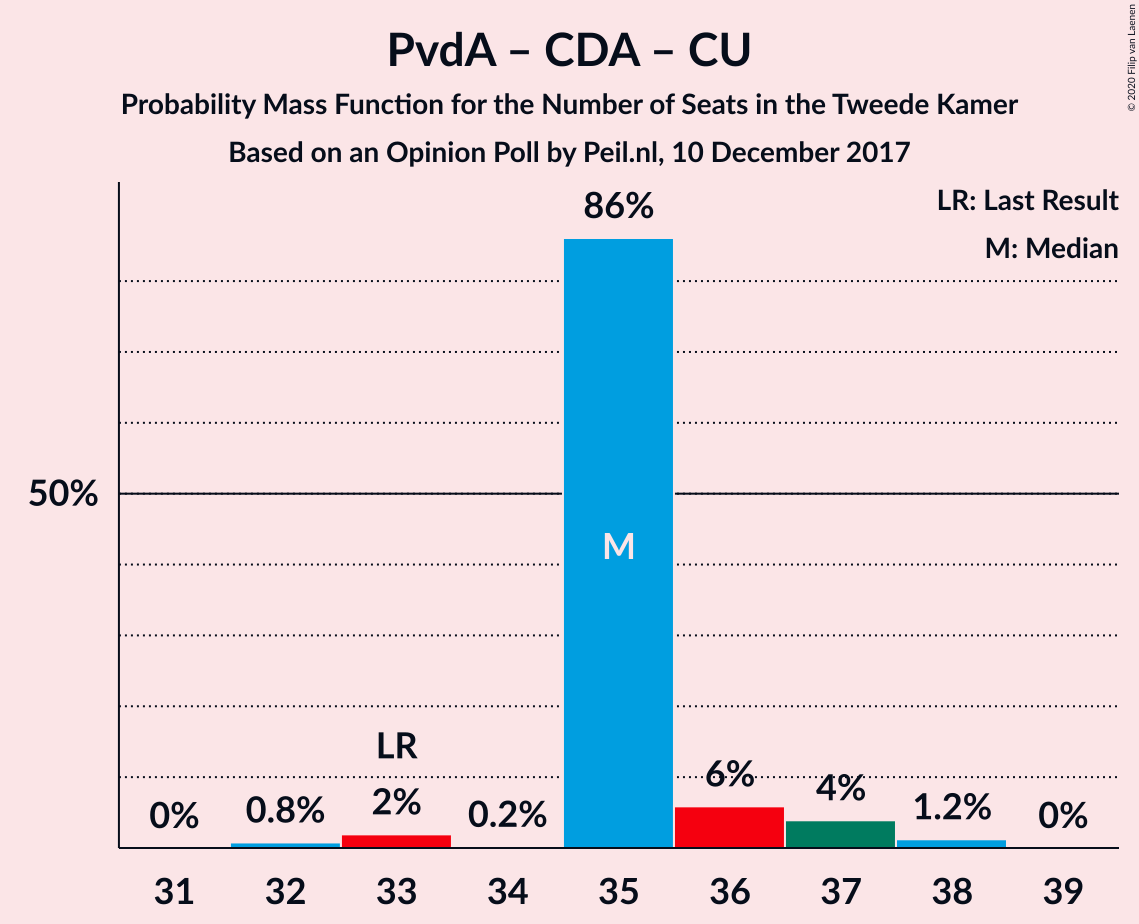 PvdA – CDA – CU
Probability Mass Function for the Number of Seats in the Tweede Kamer
Based on an Opinion Poll by Peil.nl, 10 December 2017
© 2020 Filip van Laenen
LR: Last Result
M: Median
86%
50%
M
LR
0%
0.8%
2%
0.2%
6%
4%
1.2%
0%
31 32 33 34 35 36 37 38 39